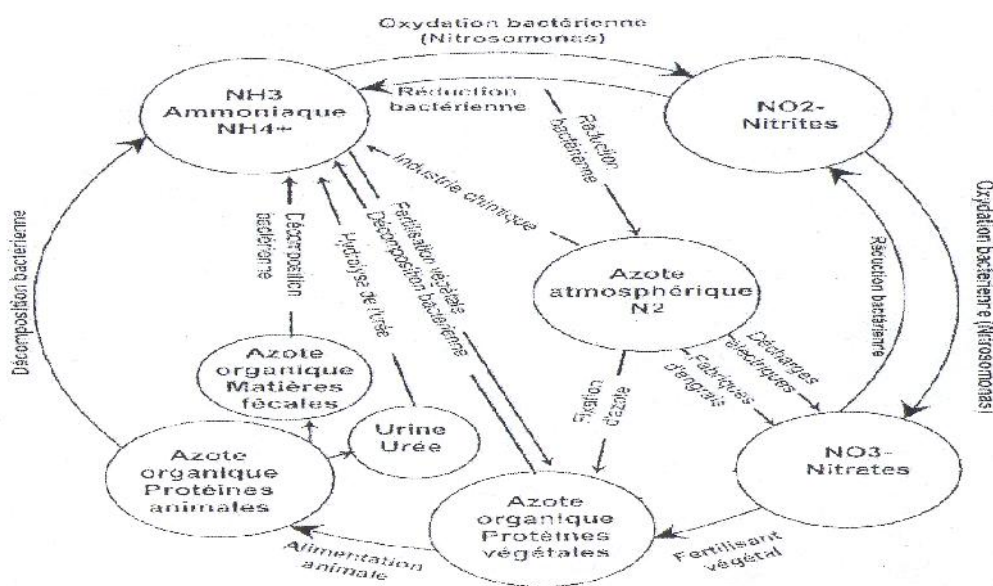 Oxydation bactérienne
(Nitrosomonas)
NH3
Ammoniaque
NH4+
Réduction
bactérienne
NO2-
Nitrites
Réduction
bactérienne
Industrie chimique
Fertilisation végétals
Décomposition bactérienne
Hydrolyse de l'urée
Décomposition
bactérienne
Décomposition bactérienne
Oxydation bactérienne (Nitrosomonas)
Réduction bactérienne
Azote
atmosphérique
N2
Décharges
électriques
Fabriques
d'engrais
Fixation
d'azote
Azote
organique
Matières
fécales
Urine
Urée
Azote
organique
Protéines
animales
Azote
organique
Protéines
végétales
NO3-
Nitrates
Alimentation
animale
Fertilisant
végétal